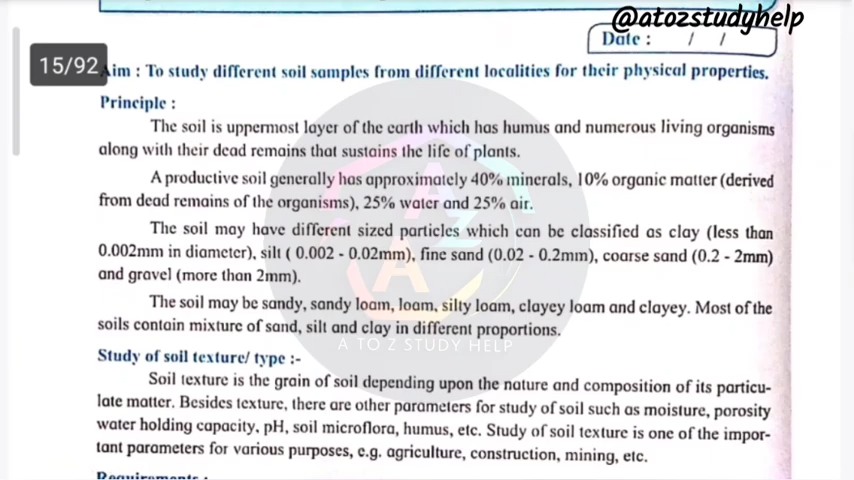 @atozstudyhelp
Date : / /
15/92
Aim : To study different soil samples from different localities for their physical properties.
Principle :
The soil is uppermost layer of the earth which has humus and numerous living organisms
along with their dead remains that sustains the life of plants.
A productive soil generally has approximately 40% minerals, 10% organic matter (derived
from dead remains of the organisms), 25% water and 25% air.
The soil may have different sized particles which can be classified as clay (less than
0.002mm in diameter), silt ( 0.002 - 0.02mm), fine sand (0.02 - 0.2mm), coarse sand (0.2 - 2mm)
and gravel (more than 2mm).
The soil may be sandy, sandy loam, loam, silty loam, clayey loam and clayey. Most of the
soils contain mixture of sand, silt and clay in different proportions.
A TO Z STUDY HELP
Study of soil texture/ type :-
Soil texture is the grain of soil depending upon the nature and composition of its particu-
late matter. Besides texture, there are other parameters for study of soil such as moisture, porosity
water holding capacity, pH, soil microflora, humus, etc. Study of soil texture is one of the impor-
tant parameters for various purposes, e.g. agriculture, construction, mining, etc.
Requirements :